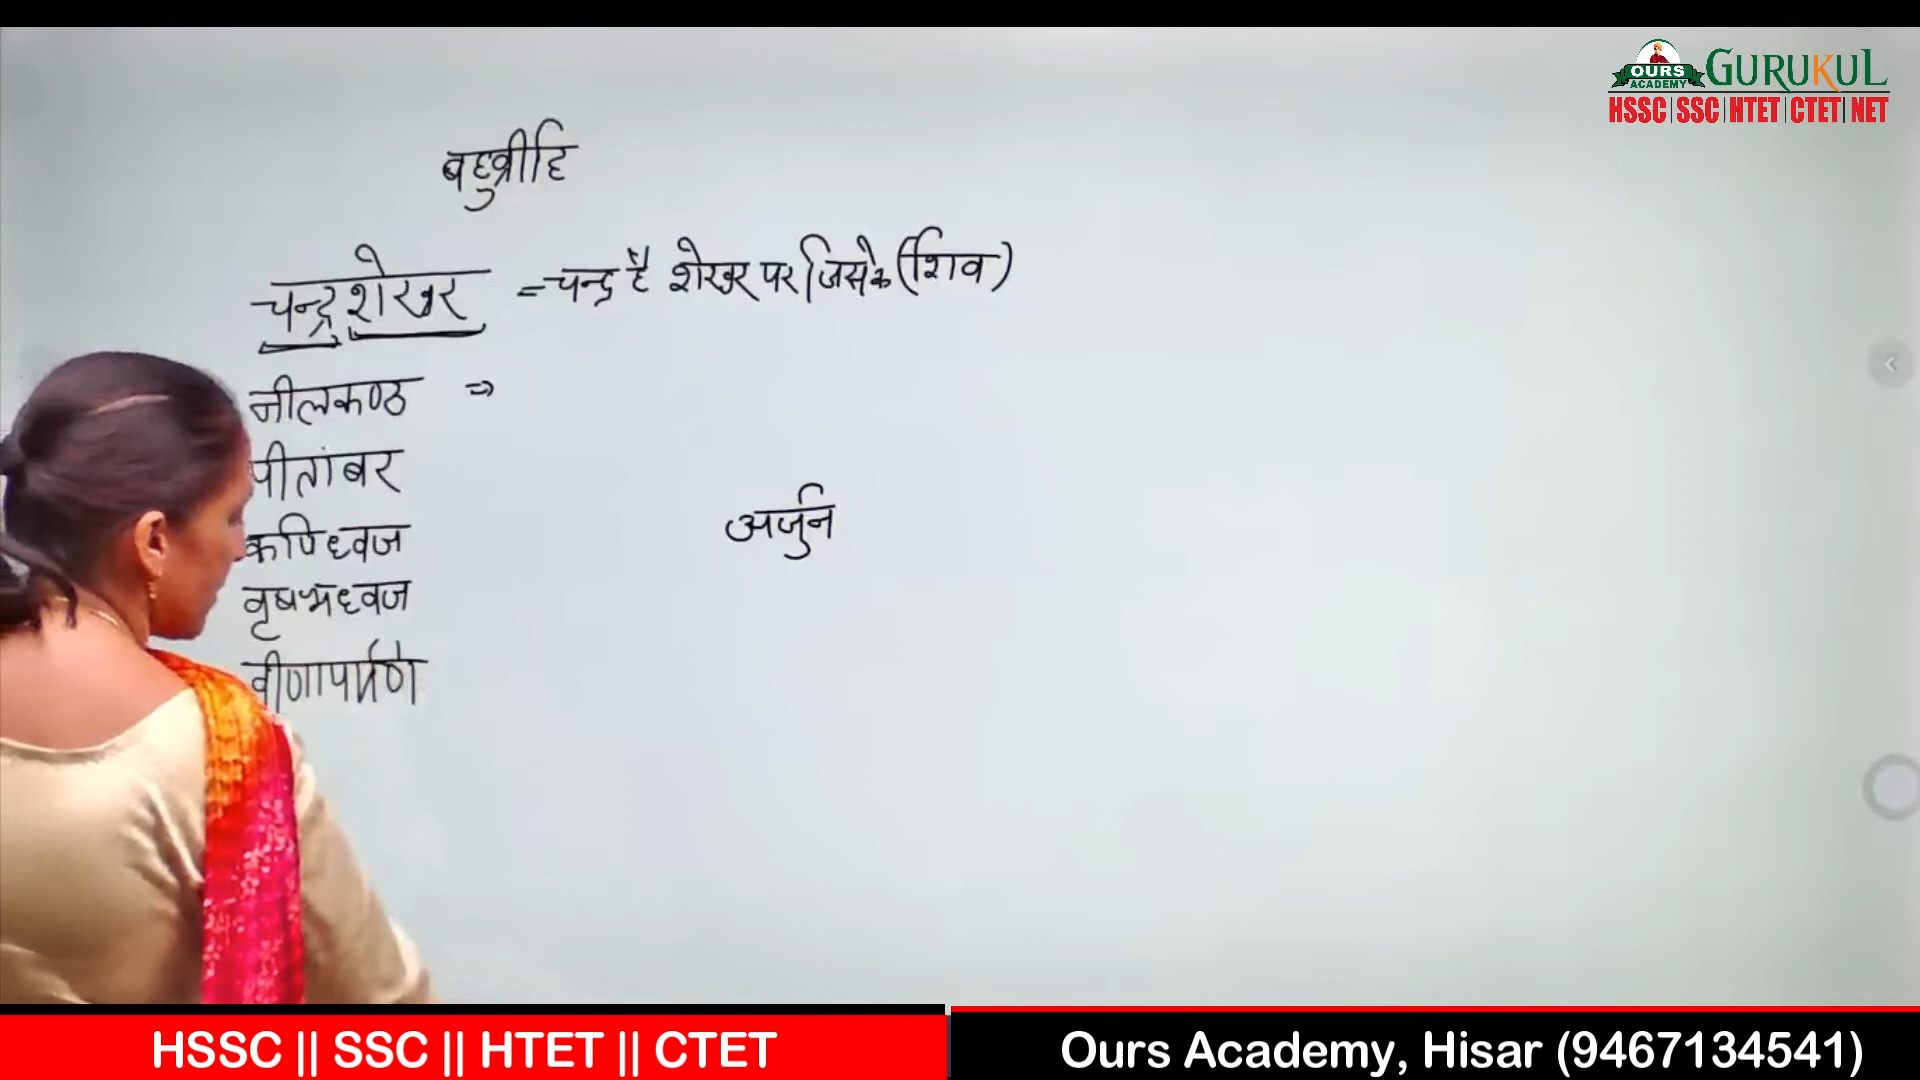 OURS
ACADEMY
GURUKUL
HSSC | SSC | HTET | CTET | NET
बहुव्रीहि
चन्द्रशेखर = चन्द्र है शेखर पर जिसके (शिव)
नीलकण्ठ ⇒
पीतांबर
कपिध्वज
अर्जुन
वृषभध्वज
वीणापाणि
HSSC || SSC || HTET || CTET
Ours Academy, Hisar (9467134541)